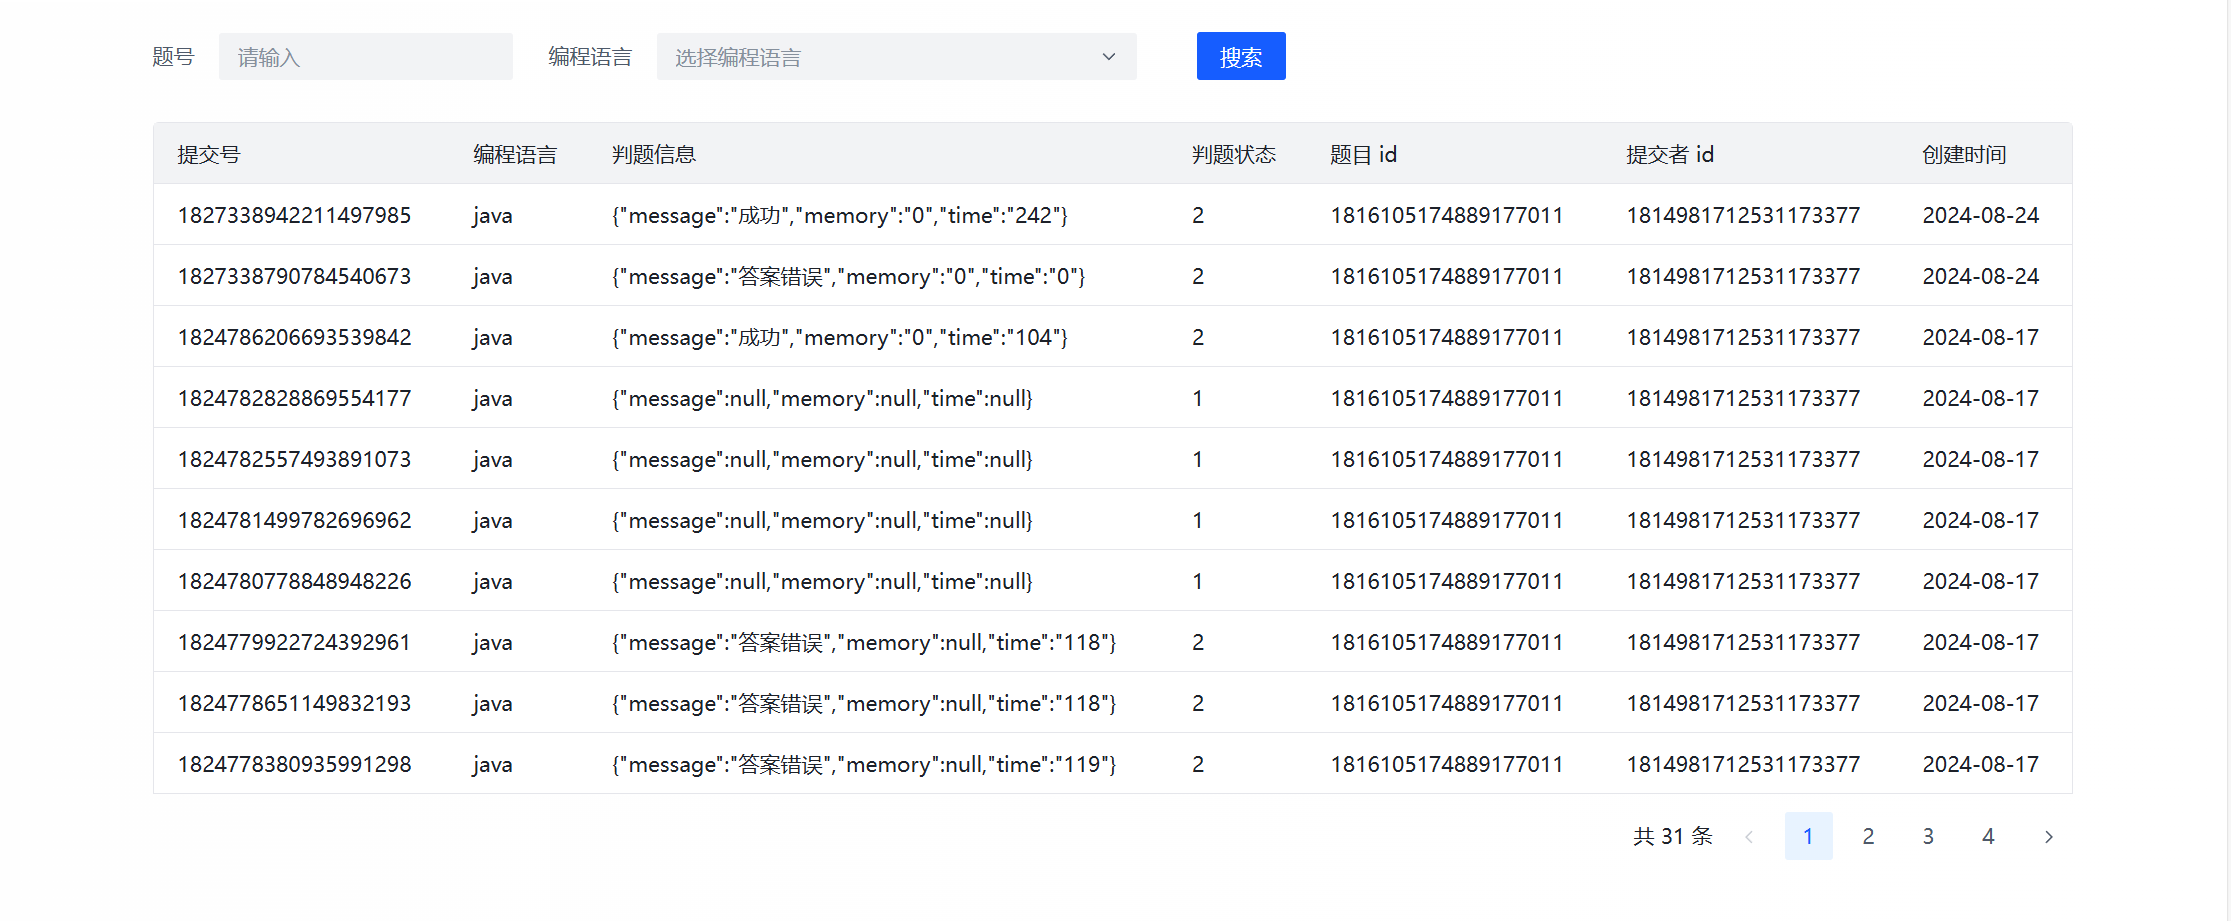 题号 请输入 编程语言 选择编程语言 搜索
提交号 编程语言 判题信息 判题状态 题目 id 提交者 id 创建时间
1827338942211497985 java {"message":"成功","memory":"0","time":"242"} 2 1816105174889177011 1814981712531173377 2024-08-24
1827338790784540673 java {"message":"答案错误","memory":"0","time":"0"} 2 1816105174889177011 1814981712531173377 2024-08-24
1824786206693539842 java {"message":"成功","memory":"0","time":"104"} 2 1816105174889177011 1814981712531173377 2024-08-17
1824782828869554177 java {"message":null,"memory":null,"time":null} 1 1816105174889177011 1814981712531173377 2024-08-17
1824782557493891073 java {"message":null,"memory":null,"time":null} 1 1816105174889177011 1814981712531173377 2024-08-17
1824781499782696962 java {"message":null,"memory":null,"time":null} 1 1816105174889177011 1814981712531173377 2024-08-17
1824780778848948226 java {"message":null,"memory":null,"time":null} 1 1816105174889177011 1814981712531173377 2024-08-17
1824779922724392961 java {"message":"答案错误","memory":null,"time":"118"} 2 1816105174889177011 1814981712531173377 2024-08-17
1824778651149832193 java {"message":"答案错误","memory":null,"time":"118"} 2 1816105174889177011 1814981712531173377 2024-08-17
1824778380935991298 java {"message":"答案错误","memory":null,"time":"119"} 2 1816105174889177011 1814981712531173377 2024-08-17
共 31 条 1 2 3 4